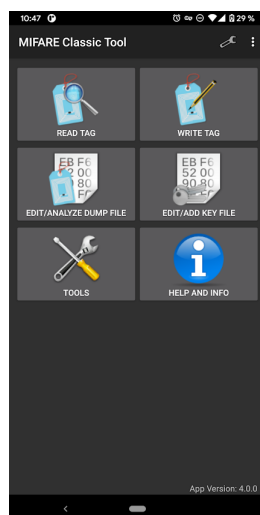 10:47 29 %
MIFARE Classic Tool
READ TAG
WRITE TAG
EB F6
52 00
90 80
EB F6
52 00
90 80
EDIT/ANALYZE DUMP FILE
EDIT/ADD KEY FILE
TOOLS
HELP AND INFO
App Version: 4.0.0